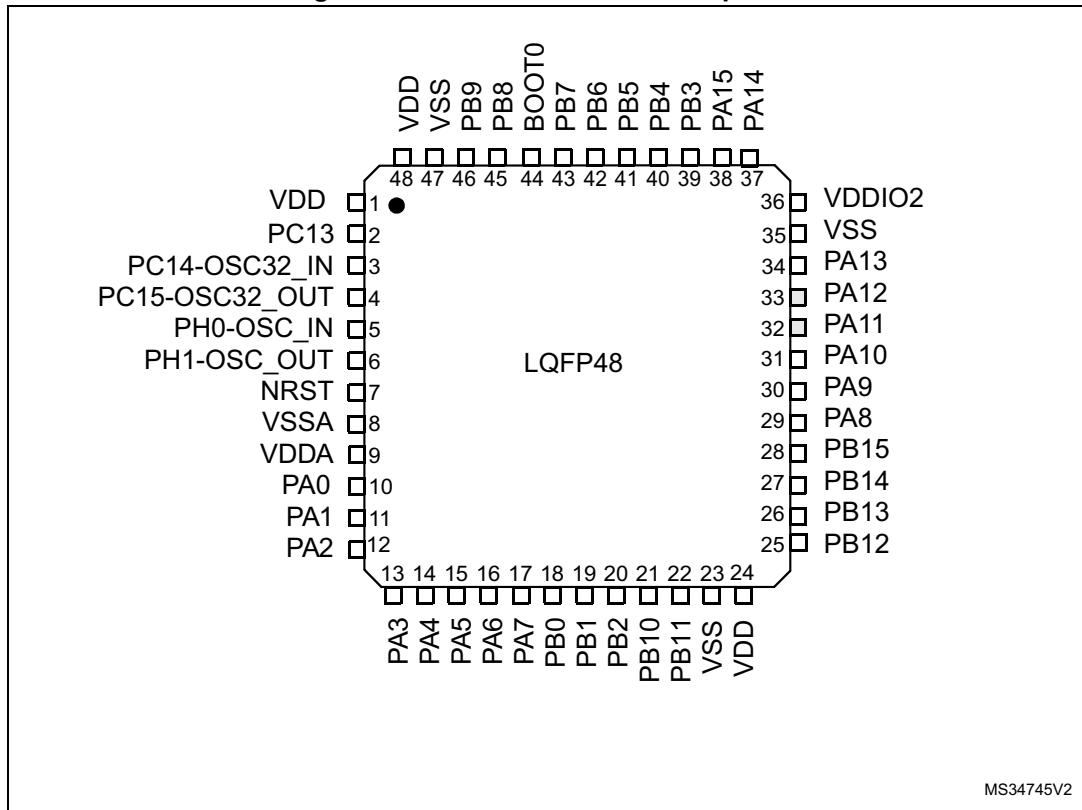 VDD
VSS
PB9
PB8
BOOT0
PB7
PB6
PB5
PB4
PB3
PA15
PA14
48 47 46 45 44 43 42 41 40 39 38 37
VDD 1
PC13 2
PC14-OSC32_IN 3
PC15-OSC32_OUT 4
PH0-OSC_IN 5
PH1-OSC_OUT 6
NRST 7
VSSA 8
VDDA 9
PA0 10
PA1 11
PA2 12
LQFP48
36 VDDIO2
35 VSS
34 PA13
33 PA12
32 PA11
31 PA10
30 PA9
29 PA8
28 PB15
27 PB14
26 PB13
25 PB12
13 14 15 16 17 18 19 20 21 22 23 24
PA3
PA4
PA5
PA6
PA7
PB0
PB1
PB2
PB10
PB11
VSS
VDD
MS34745V2